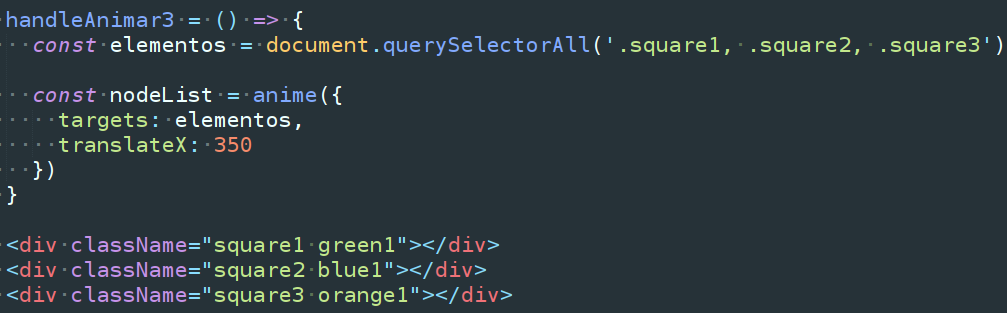 handleAnimar3 = () => {
const elementos = document.querySelectorAll('.square1, .square2, .square3')
const nodeList = anime({
targets: elementos,
translateX: 350
})
}
<div className="square1 green1"></div>
<div className="square2 blue1"></div>
<div className="square3 orange1"></div>